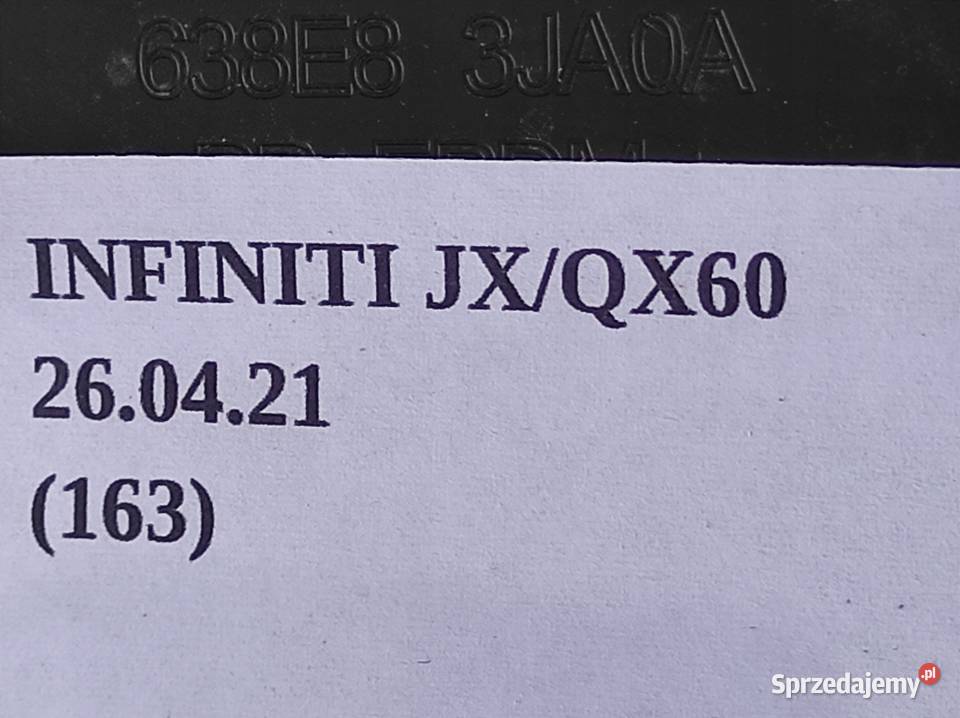 638E8 3JA0A
INFINITI JX/QX60
26.04.21
(163)
Sprzedajemy.pl